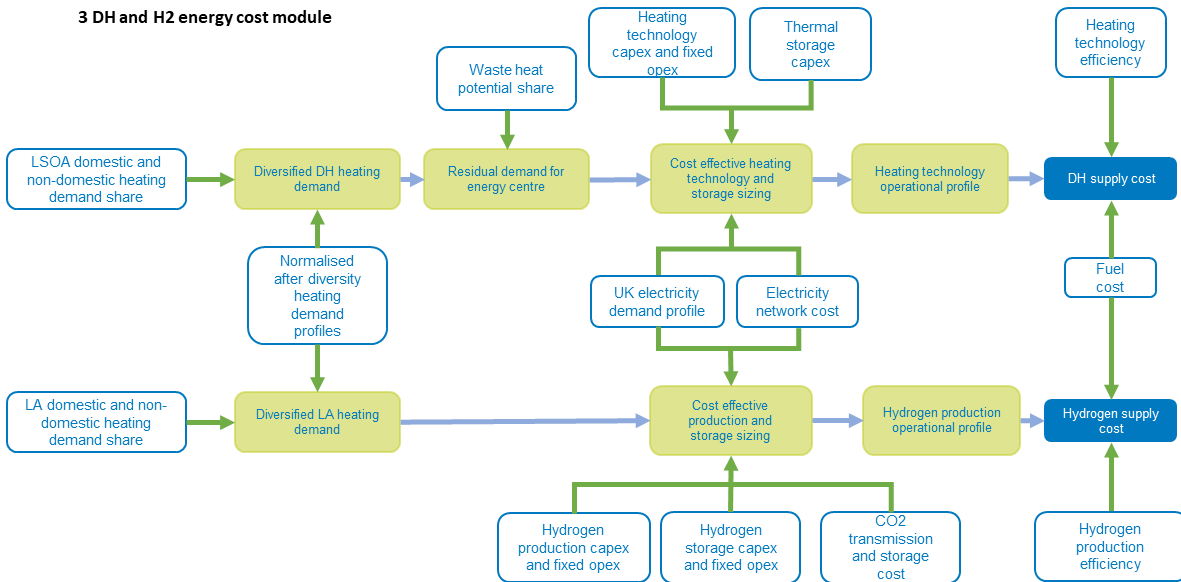 3 DH and H2 energy cost module
Heating
technology
capex and fixed
opex
Thermal
storage
capex
Heating
technology
efficiency
Waste heat
potential share
LSOA domestic and
non-domestic heating
demand share
Diversified DH heating
demand
Residual demand for
energy centre
Cost effective heating
technology and
storage sizing
Heating technology
operational profile
DH supply cost
Normalised
after diversity
heating
demand
profiles
UK electricity
demand profile
Electricity
network cost
Fuel
cost
LA domestic and non-
domestic heating
demand share
Diversified LA heating
demand
Cost effective
production and
storage sizing
Hydrogen production
operational profile
Hydrogen supply
cost
Hydrogen
production capex
and fixed opex
Hydrogen
storage capex
and fixed opex
CO2
transmission
and storage
cost
Hydrogen
production
efficiency